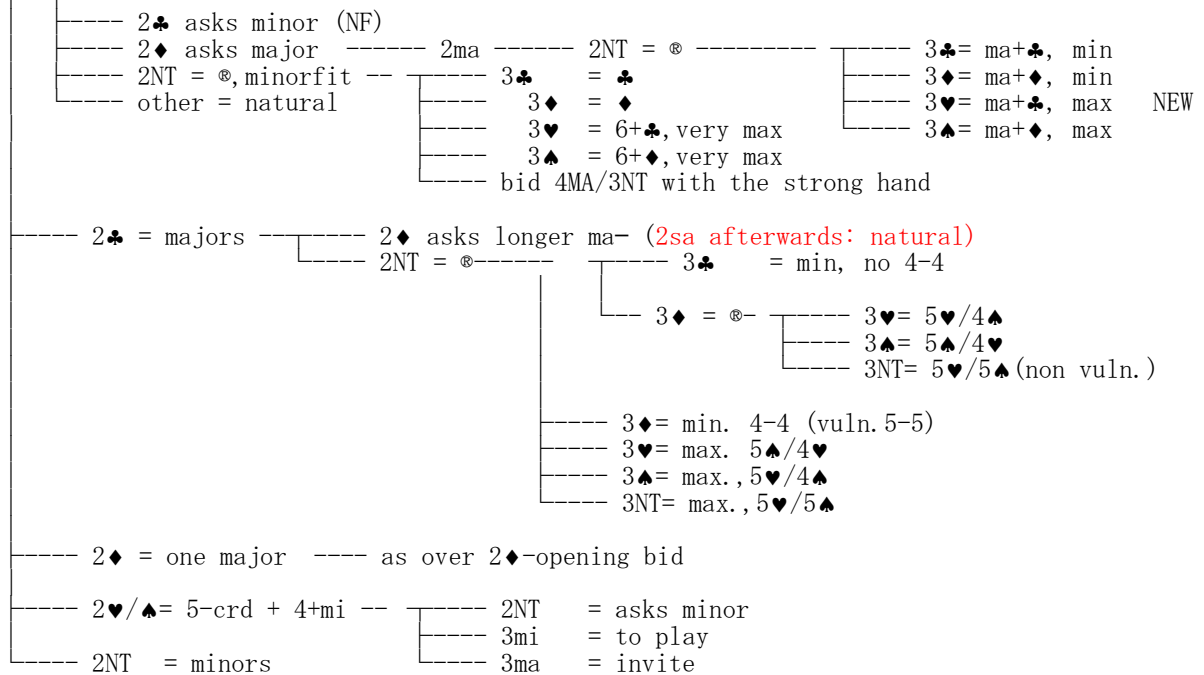 2♣ asks minor (NF)
2♦ asks major 2ma 2NT = ® 3♣= ma+♣, min
2NT = ®,minorfit -- 3♣ = ♣ 3♦= ma+♦, min
other = natural 3♦ = ♦ 3♥= ma+♣, max NEW
3♥ = 6+♣,very max 3♠= ma+♦, max
3♠ = 6+♦,very max
bid 4MA/3NT with the strong hand
2♣ = majors 2♦ asks longer ma- (2sa afterwards: natural)
2NT = ® 3♣ = min, no 4-4
3♦ = ®- 3♥= 5♥/4♠
3♠= 5♠/4♥
3NT= 5♥/5♠(non vuln.)
3♦= min. 4-4 (vuln.5-5)
3♥= max. 5♠/4♥
3♠= max.,5♥/4♠
3NT= max.,5♥/5♠
2♦ = one major ---- as over 2♦-opening bid
2♥/♠= 5-crd + 4+mi -- 2NT = asks minor
3mi = to play
2NT = minors 3ma = invite